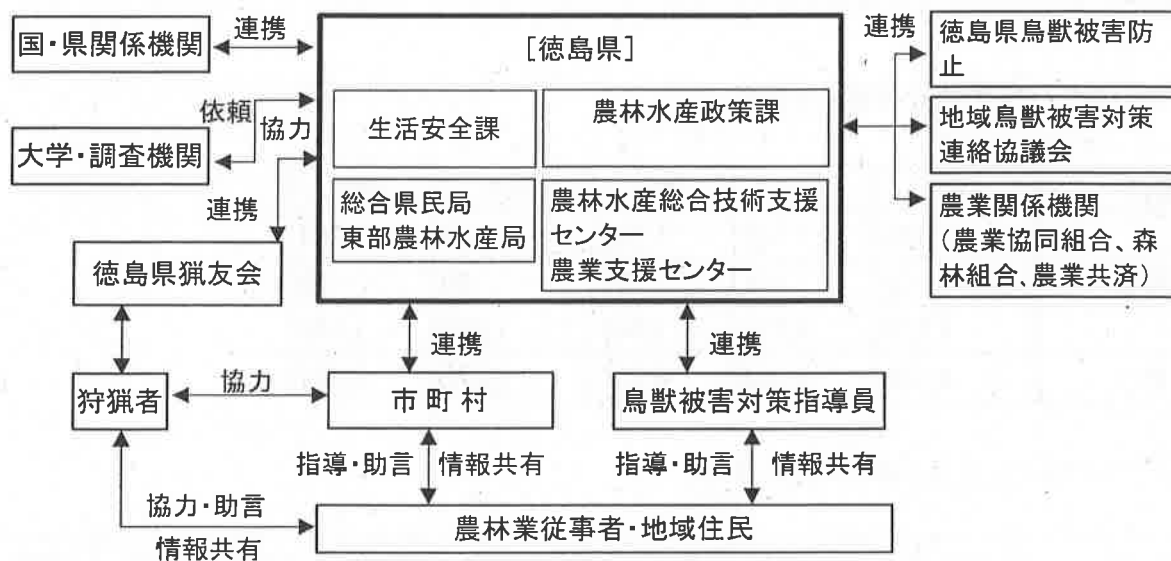 国・県関係機関
連携
[徳島県]
連携
徳島県鳥獣被害防
止
依頼
協力
生活安全課
農林水産政策課
地域鳥獣被害対策
連絡協議会
大学・調査機関
連携
総合県民局
東部農林水産局
農林水産総合技術支援
センター
農業支援センター
農業関係機関
（農業協同組合、森
林組合、農業共済）
徳島県猟友会
連携
連携
狩猟者
協力
市町村
鳥獣被害対策指導員
指導・助言
情報共有
指導・助言
情報共有
協力・助言
情報共有
農林業従事者・地域住民